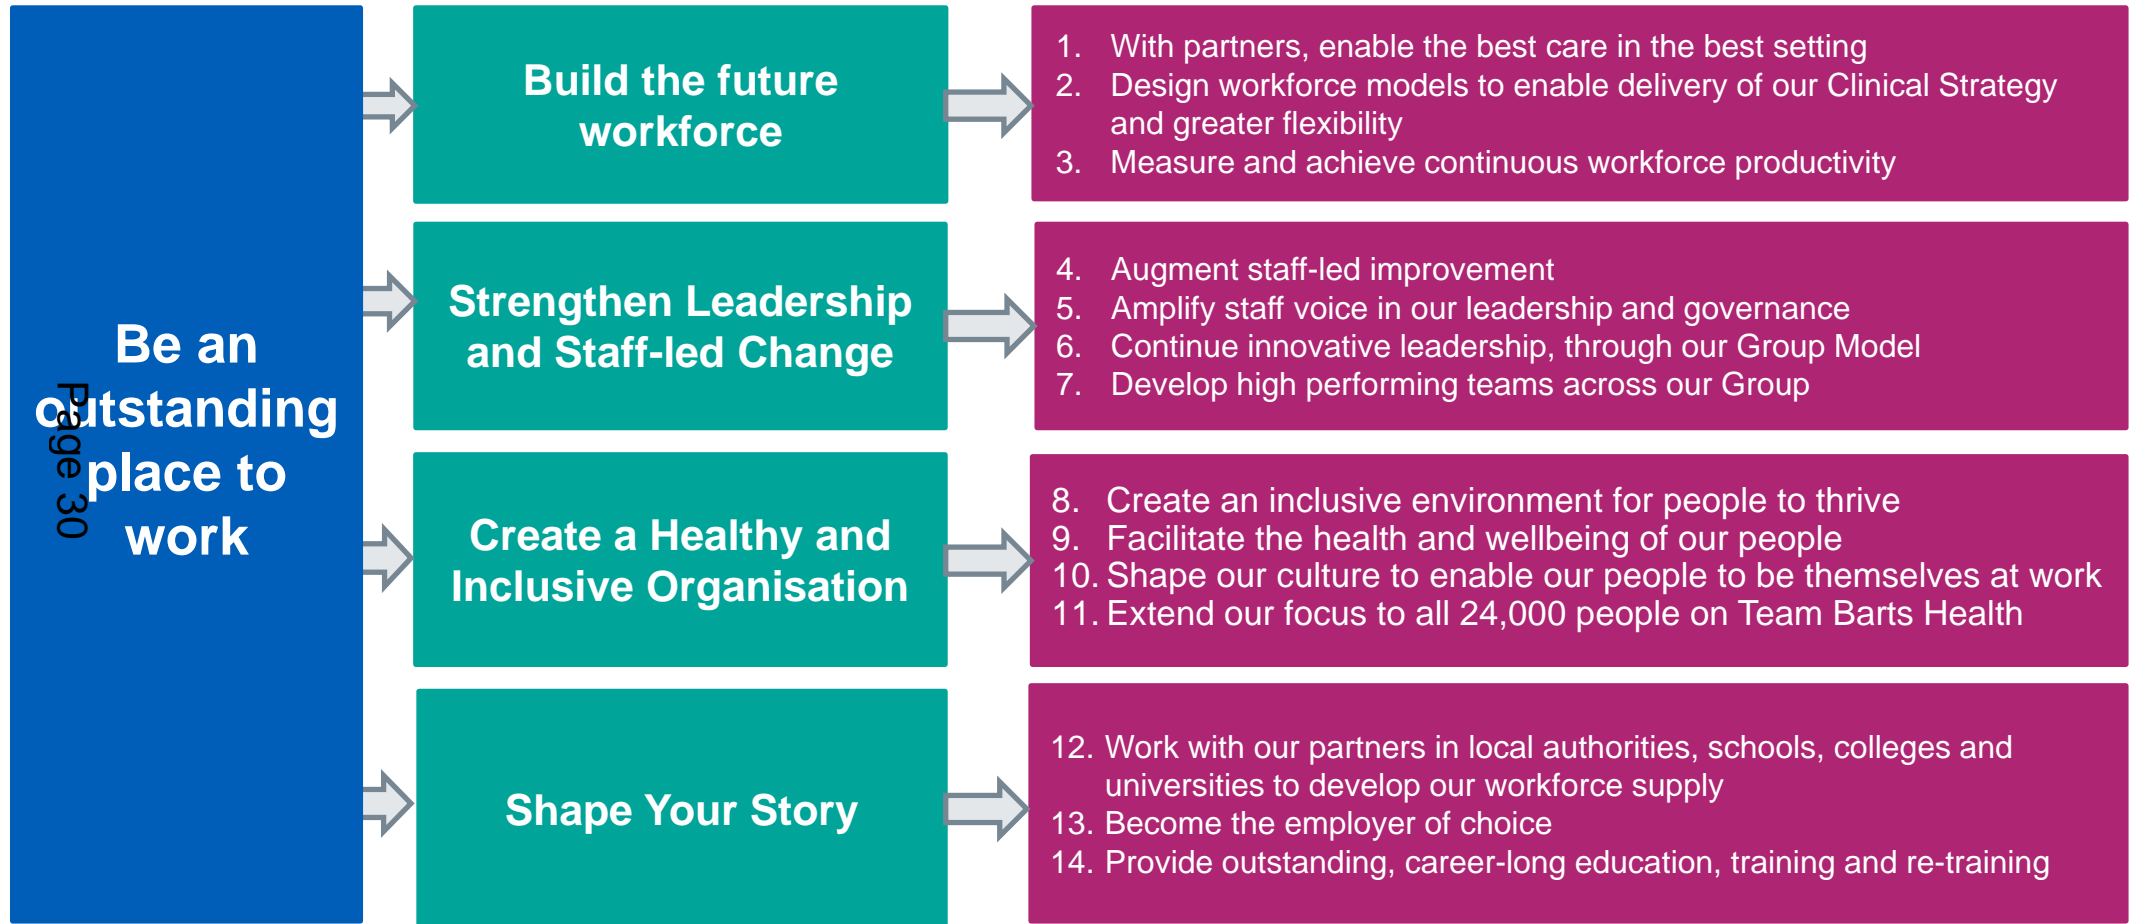 Be an
outstanding
place to
work
Page 30
Build the future
workforce
1. With partners, enable the best care in the best setting
2. Design workforce models to enable delivery of our Clinical Strategy
and greater flexibility
3. Measure and achieve continuous workforce productivity
Strengthen Leadership
and Staff-led Change
4. Augment staff-led improvement
5. Amplify staff voice in our leadership and governance
6. Continue innovative leadership, through our Group Model
7. Develop high performing teams across our Group
Create a Healthy and
Inclusive Organisation
8. Create an inclusive environment for people to thrive
9. Facilitate the health and wellbeing of our people
10. Shape our culture to enable our people to be themselves at work
11. Extend our focus to all 24,000 people on Team Barts Health
Shape Your Story
12. Work with our partners in local authorities, schools, colleges and
universities to develop our workforce supply
13. Become the employer of choice
14. Provide outstanding, career-long education, training and re-training